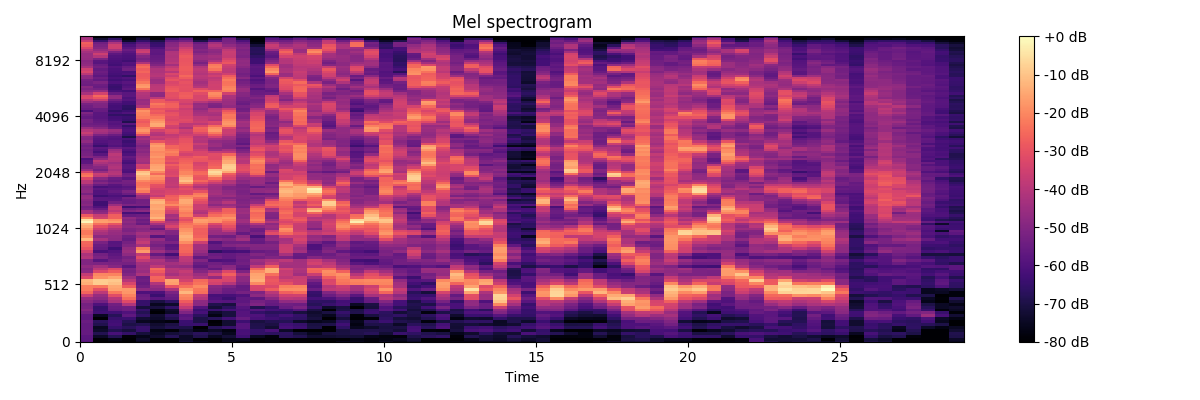 Mel spectrogram
Hz
8192
4096
2048
1024
512
0
0 5 10 15 20 25
Time
+0 dB
-10 dB
-20 dB
-30 dB
-40 dB
-50 dB
-60 dB
-70 dB
-80 dB